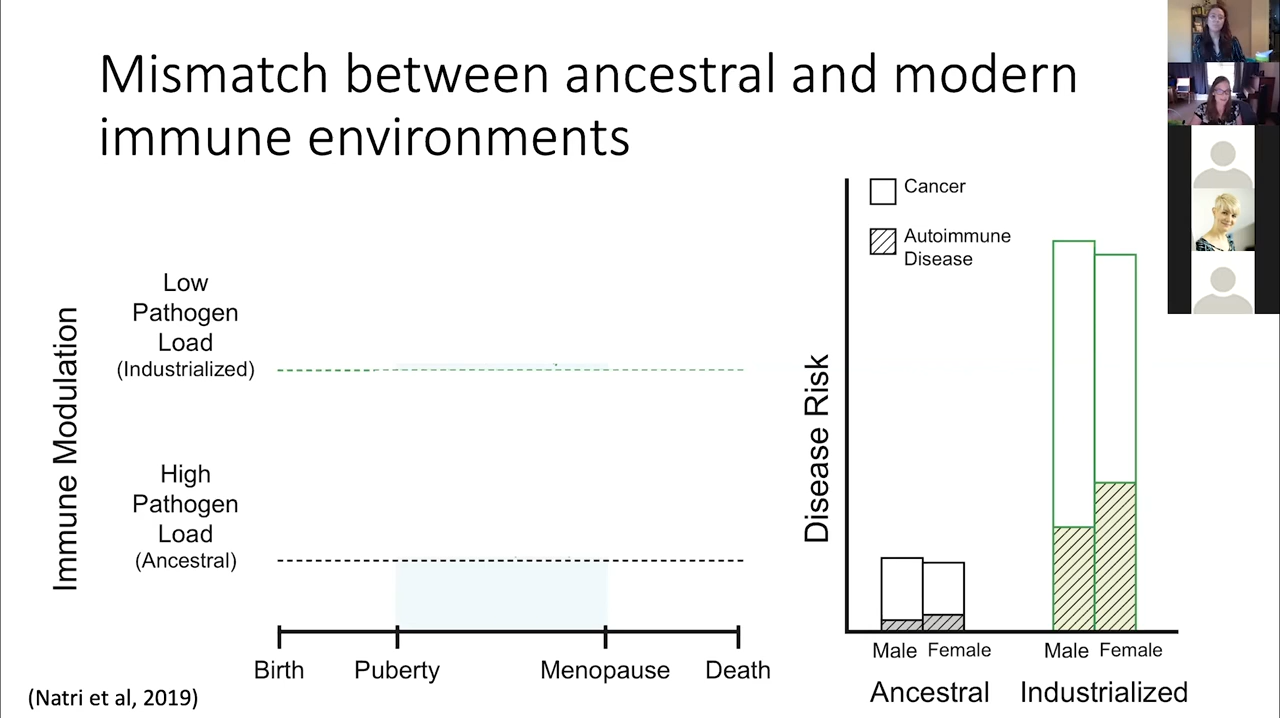 Mismatch between ancestral and modern
immune environments
Immune Modulation
Low
Pathogen
Load
(Industrialized)
High
Pathogen
Load
(Ancestral)
Birth
Puberty
Menopause
Death
(Natri et al, 2019)
Disease Risk
Cancer
Autoimmune
Disease
Male
Female
Male
Female
Ancestral
Industrialized